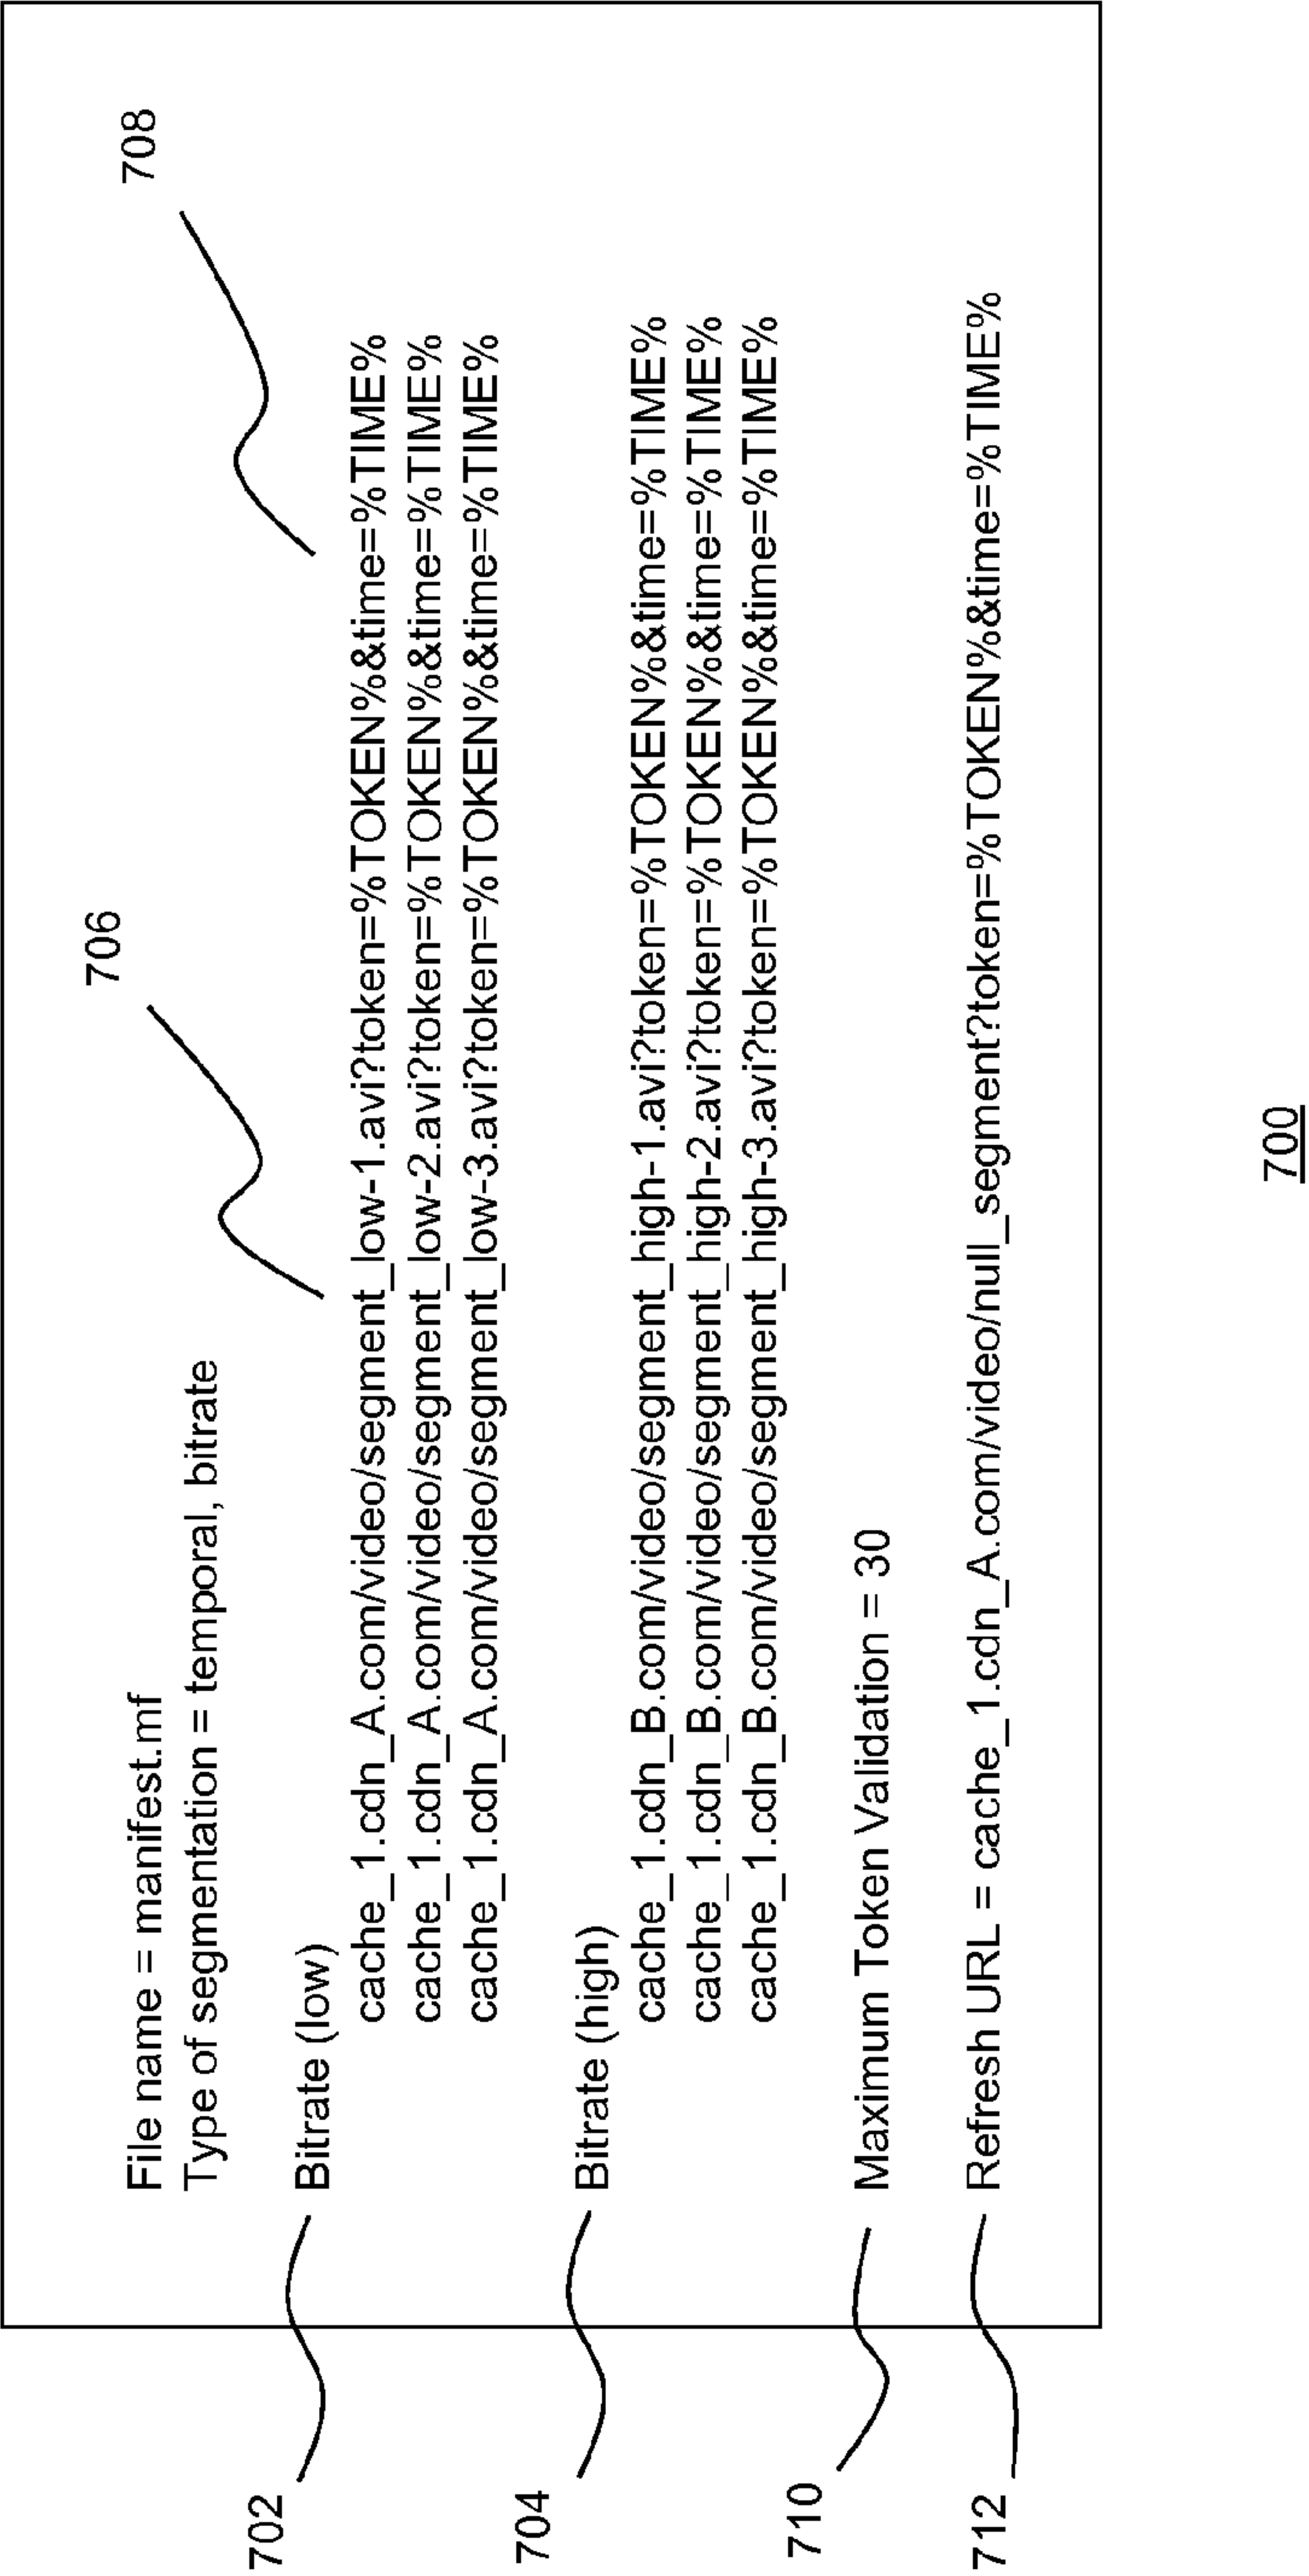 706
708
File name = manifest.mf
Type of segmentation = temporal, bitrate
702
Bitrate (low)
cache_1.cdn_A.com/video/segment_low-1.avi?token=%TOKEN%&time=%TIME%
cache_1.cdn_A.com/video/segment_low-2.avi?token=%TOKEN%&time=%TIME%
cache_1.cdn_A.com/video/segment_low-3.avi?token=%TOKEN%&time=%TIME%
704
Bitrate (high)
cache_1.cdn_B.com/video/segment_high-1.avi?token=%TOKEN%&time=%TIME%
cache_1.cdn_B.com/video/segment_high-2.avi?token=%TOKEN%&time=%TIME%
cache_1.cdn_B.com/video/segment_high-3.avi?token=%TOKEN%&time=%TIME%
710
Maximum Token Validation = 30
712
Refresh URL = cache_1.cdn_A.com/video/null_segment?token=%TOKEN%&time=%TIME%
700